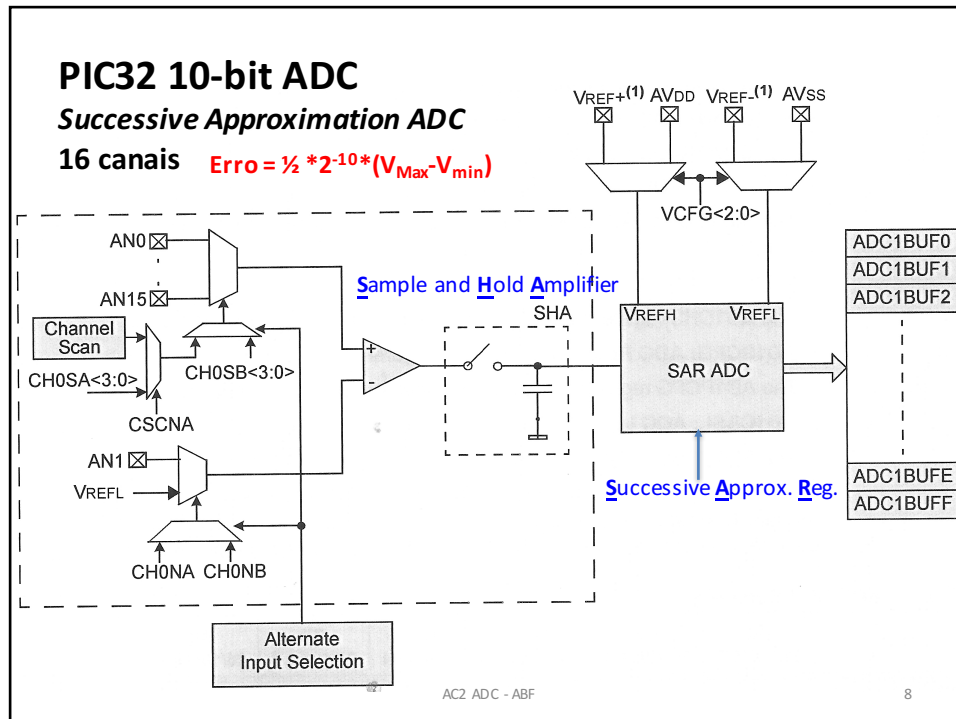 PIC32 10-bit ADC
Successive Approximation ADC
16 canais
Erro = ½ *2-10*(VMax-Vmin)
VREF+(1) AVDD VREF-(1) AVSS
VCFG<2:0>
AN0
AN15
Channel
Scan
CH0SA<3:0>
CH0SB<3:0>
CSCNA
AN1
VREFL
CH0NA CH0NB
+
-
Sample and Hold Amplifier
SHA
VREFH VREFL
SAR ADC
Successive Approx. Reg.
ADC1BUF0
ADC1BUF1
ADC1BUF2
ADC1BUFE
ADC1BUFF
Alternate
Input Selection
AC2 ADC - ABF
8